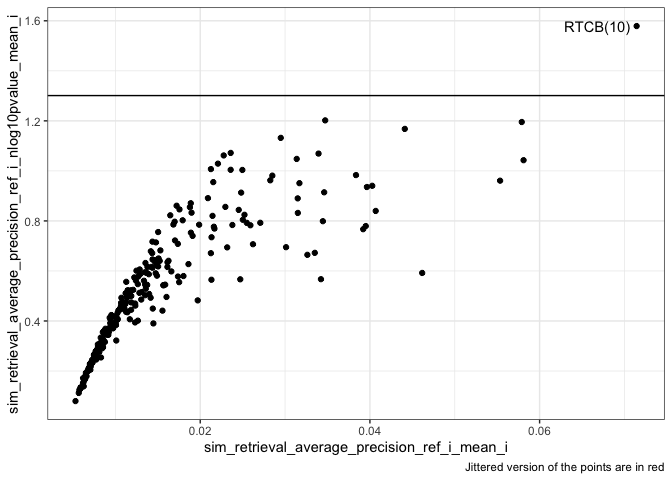 1.6
RTCB(10)
1.2
0.8
0.4
sim_retrieval_average_precision_ref_i_nlog10pvalue_mean_i
0.02
0.04
0.06
sim_retrieval_average_precision_ref_i_mean_i
Jittered version of the points are in red